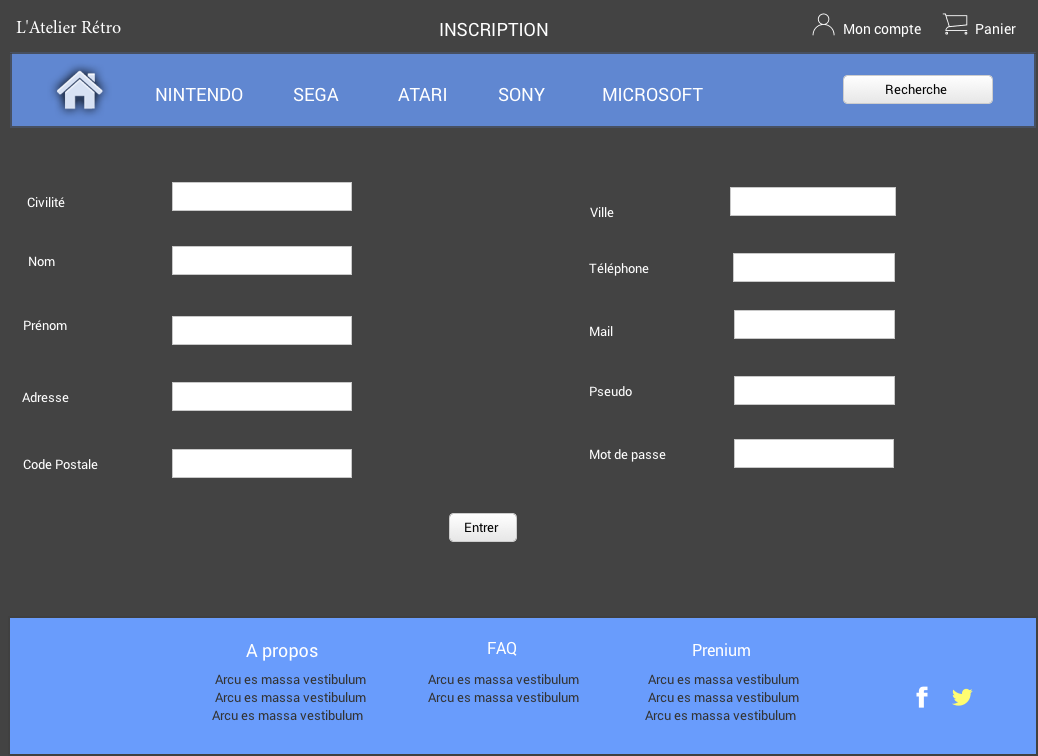 L'Atelier Rétro
INSCRIPTION
Mon compte
Panier
NINTENDO
SEGA
ATARI
SONY
MICROSOFT
Recherche
Civilité
Nom
Prénom
Adresse
Code Postale
Ville
Téléphone
Mail
Pseudo
Mot de passe
Entrer
A propos
Arcu es massa vestibulum
Arcu es massa vestibulum
Arcu es massa vestibulum
FAQ
Arcu es massa vestibulum
Arcu es massa vestibulum
Prenium
Arcu es massa vestibulum
Arcu es massa vestibulum
Arcu es massa vestibulum